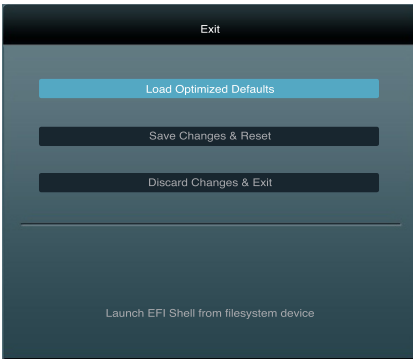 Exit
Load Optimized Defaults
Save Changes & Reset
Discard Changes & Exit
Launch EFI Shell from filesystem device